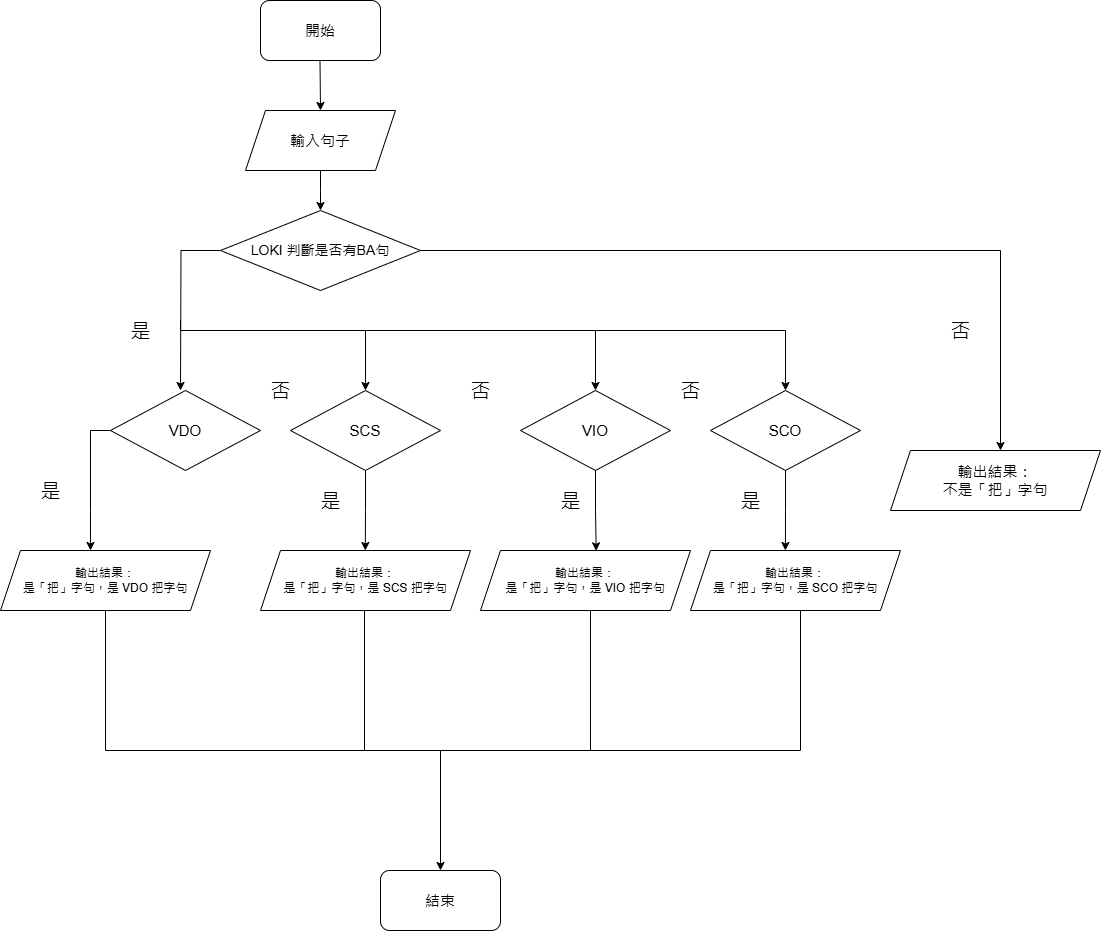 開始
輸入句子
LOKI 判斷是否有BA句
是
否
否
否
否
VDO
SCS
VIO
SCO
是
是
是
是
輸出結果：
不是「把」字句
輸出結果：
是「把」字句，是 VDO 把字句
輸出結果：
是「把」字句，是 SCS 把字句
輸出結果：
是「把」字句，是 VIO 把字句
輸出結果：
是「把」字句，是 SCO 把字句
結束